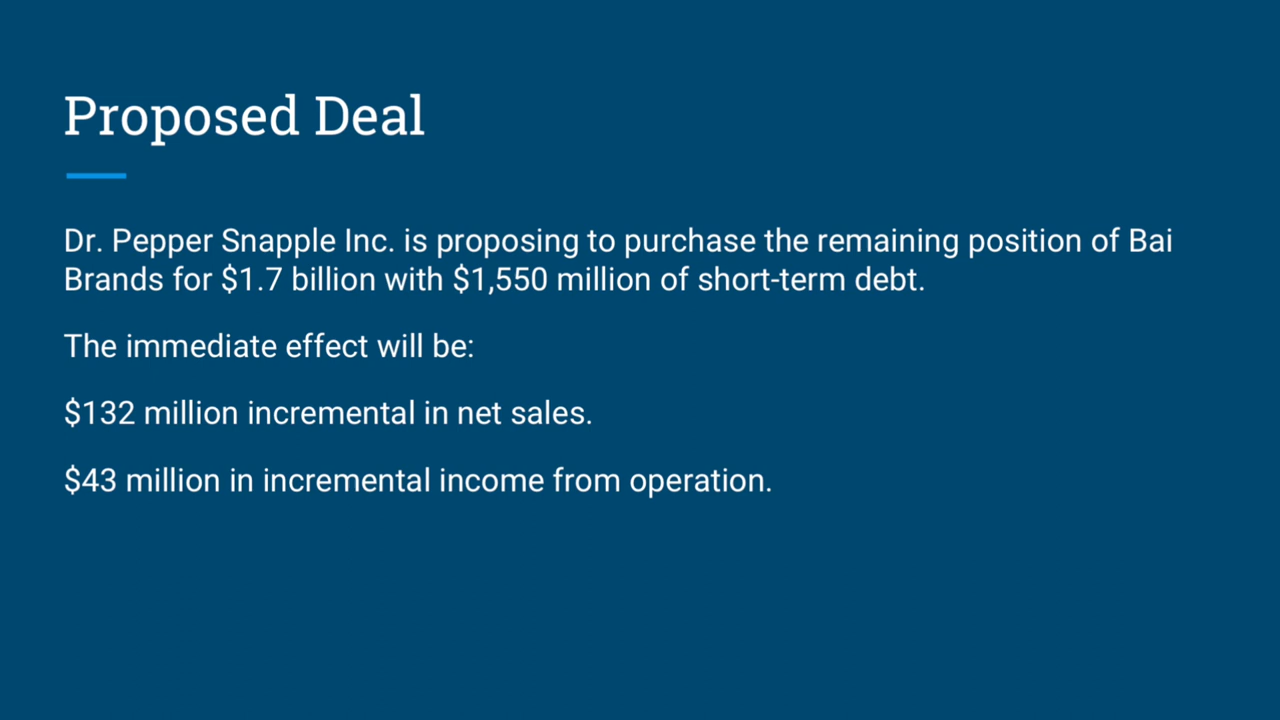 Proposed Deal
Dr. Pepper Snapple Inc. is proposing to purchase the remaining position of Bai
Brands for $1.7 billion with $1,550 million of short-term debt.
The immediate effect will be:
$132 million incremental in net sales.
$43 million in incremental income from operation.